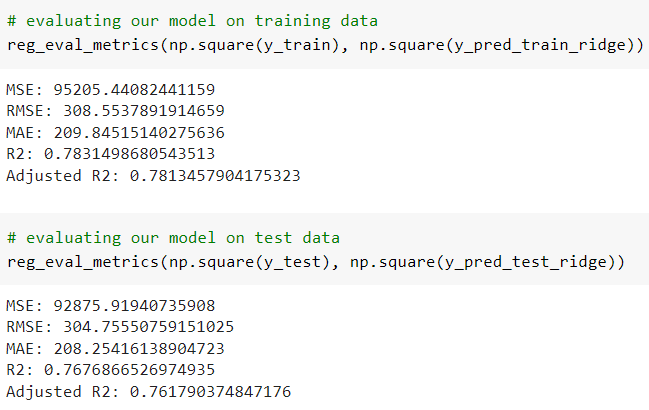 # evaluating our model on training data
reg_eval_metrics(np.square(y_train), np.square(y_pred_train_ridge))
MSE: 95205.44082441159
RMSE: 308.5537891914659
MAE: 209.84515140275636
R2: 0.7831498680543513
Adjusted R2: 0.7813457904175323
# evaluating our model on test data
reg_eval_metrics(np.square(y_test), np.square(y_pred_test_ridge))
MSE: 92875.91940735908
RMSE: 304.75550759151025
MAE: 208.25416138904723
R2: 0.7676866526974935
Adjusted R2: 0.761790374847176